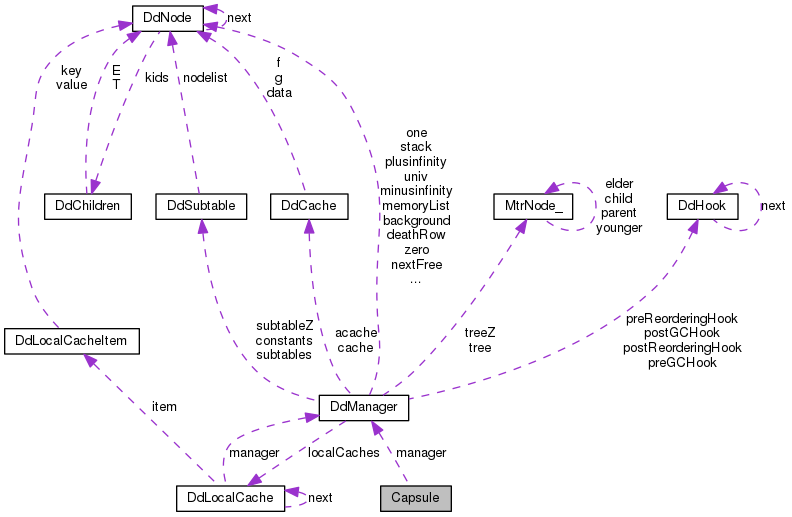 DdNode
next
key
value
E
T
kids
nodelist
f
g
data
one
stack
plusinfinity
univ
minusinfinity
memoryList
background
deathRow
zero
nextFree
...
elder
child
parent
younger
next
DdChildren
DdSubtable
DdCache
MtrNode_
DdHook
DdLocalCacheItem
subtableZ
constants
subtables
acache
cache
treeZ
tree
preReorderingHook
postGCHook
postReorderingHook
preGCHook
item
DdManager
manager
localCaches
manager
DdLocalCache
next
Capsule